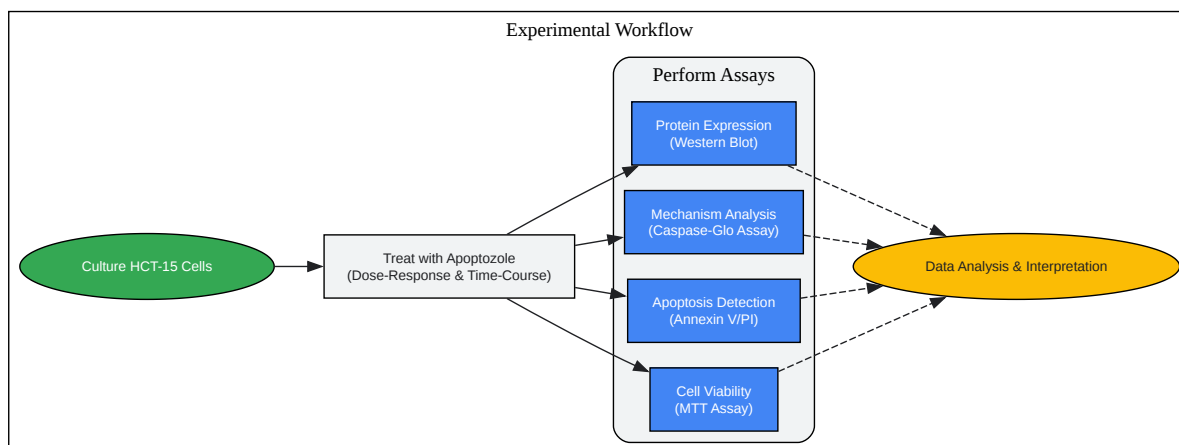 Experimental Workflow
Perform Assays
Protein Expression
(Western Blot)
Mechanism Analysis
(Caspase-Glo Assay)
Culture HCT-15 Cells
Treat with Apoptozole
(Dose-Response & Time-Course)
Data Analysis & Interpretation
Apoptosis Detection
(Annexin V/PI)
Cell Viability
(MTT Assay)